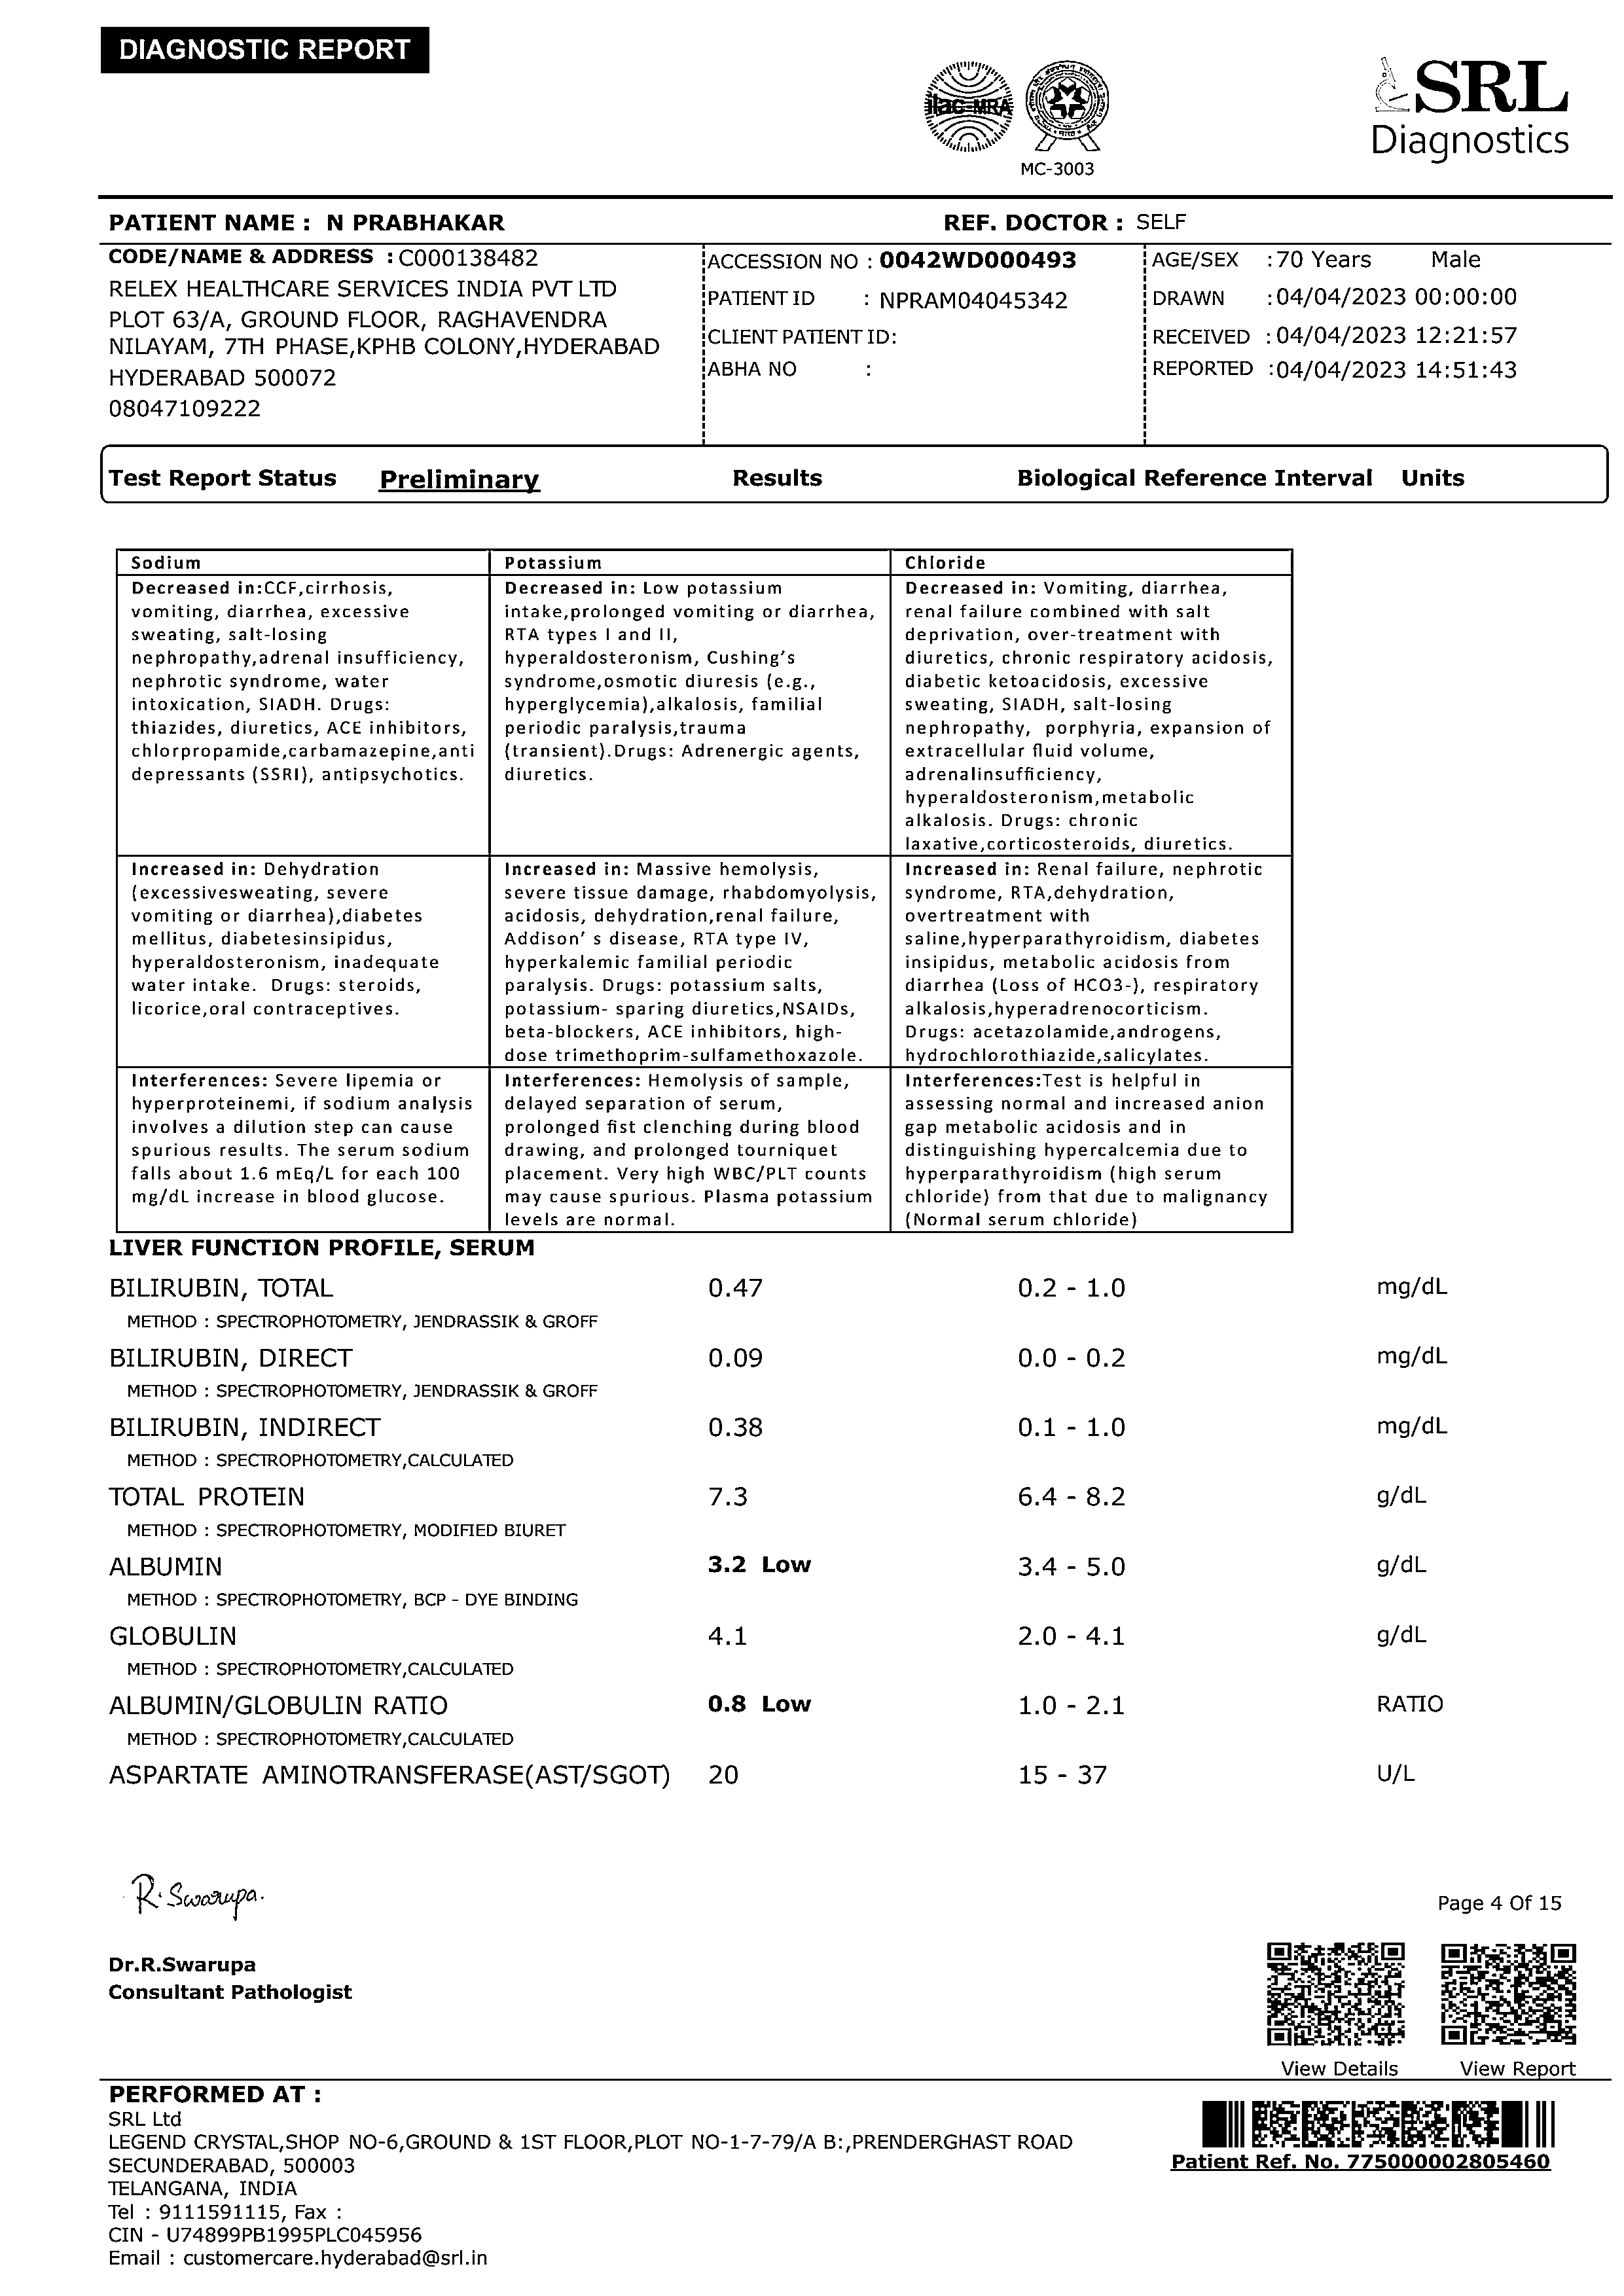 DIAGNOSTIC REPORT
ilac-MRA
MC-3003
SRL
Diagnostics
PATIENT NAME : N PRABHAKAR REF. DOCTOR : SELF
CODE/NAME & ADDRESS : C000138482
RELEX HEALTHCARE SERVICES INDIA PVT LTD
PLOT 63/A, GROUND FLOOR, RAGHAVENDRA
NILAYAM, 7TH PHASE,KPHB COLONY,HYDERABAD
HYDERABAD 500072
08047109222
ACCESSION NO : 0042WD000493
PATIENT ID : NPRAM04045342
CLIENT PATIENT ID:
ABHA NO :
AGE/SEX :70 Years Male
DRAWN :04/04/2023 00:00:00
RECEIVED :04/04/2023 12:21:57
REPORTED :04/04/2023 14:51:43
Test Report Status Preliminary Results Biological Reference Interval Units
Sodium
Decreased in:CCF,cirrhosis,
vomiting, diarrhea, excessive
sweating, salt-losing
nephropathy,adrenal insufficiency,
nephrotic syndrome, water
intoxication, SIADH. Drugs:
thiazides, diuretics, ACE inhibitors,
chlorpropamide,carbamazepine,anti
depressants (SSRI), antipsychotics.
Potassium
Decreased in: Low potassium
intake,prolonged vomiting or diarrhea,
RTA types I and II,
hyperaldosteronism, Cushing's
syndrome,osmotic diuresis (e.g.,
hyperglycemia),alkalosis, familial
periodic paralysis,trauma
(transient).Drugs: Adrenergic agents,
diuretics.
Chloride
Decreased in: Vomiting, diarrhea,
renal failure combined with salt
deprivation, over-treatment with
diuretics, chronic respiratory acidosis,
diabetic ketoacidosis, excessive
sweating, SIADH, salt-losing
nephropathy, porphyria, expansion of
extracellular fluid volume,
adrenalinsufficiency,
hyperaldosteronism,metabolic
alkalosis. Drugs: chronic
laxative,corticosteroids, diuretics.
Increased in: Dehydration
(excessivesweating, severe
vomiting or diarrhea),diabetes
mellitus, diabetesinsipidus,
hyperaldosteronism, inadequate
water intake. Drugs: steroids,
licorice,oral contraceptives.
Increased in: Massive hemolysis,
severe tissue damage, rhabdomyolysis,
acidosis, dehydration,renal failure,
Addison' s disease, RTA type IV,
hyperkalemic familial periodic
paralysis. Drugs: potassium salts,
potassium- sparing diuretics,NSAIDs,
beta-blockers, ACE inhibitors, high-
dose trimethoprim-sulfamethoxazole.
Increased in: Renal failure, nephrotic
syndrome, RTA,dehydration,
overtreatment with
saline,hyperparathyroidism, diabetes
insipidus, metabolic acidosis from
diarrhea (Loss of HCO3-), respiratory
alkalosis,hyperadrenocorticism.
Drugs: acetazolamide,androgens,
hydrochlorothiazide,salicylates.
Interferences: Severe lipemia or
hyperproteinemi, if sodium analysis
involves a dilution step can cause
spurious results. The serum sodium
falls about 1.6 mEq/L for each 100
mg/dL increase in blood glucose.
Interferences: Hemolysis of sample,
delayed separation of serum,
prolonged fist clenching during blood
drawing, and prolonged tourniquet
placement. Very high WBC/PLT counts
may cause spurious. Plasma potassium
levels are normal.
Interferences:Test is helpful in
assessing normal and increased anion
gap metabolic acidosis and in
distinguishing hypercalcemia due to
hyperparathyroidism (high serum
chloride) from that due to malignancy
(Normal serum chloride)
LIVER FUNCTION PROFILE, SERUM
BILIRUBIN, TOTAL 0.47 0.2 - 1.0 mg/dL
METHOD : SPECTROPHOTOMETRY, JENDRASSIK & GROFF
BILIRUBIN, DIRECT 0.09 0.0 - 0.2 mg/dL
METHOD : SPECTROPHOTOMETRY, JENDRASSIK & GROFF
BILIRUBIN, INDIRECT 0.38 0.1 - 1.0 mg/dL
METHOD : SPECTROPHOTOMETRY,CALCULATED
TOTAL PROTEIN 7.3 6.4 - 8.2 g/dL
METHOD : SPECTROPHOTOMETRY, MODIFIED BIURET
ALBUMIN 3.2 Low 3.4 - 5.0 g/dL
METHOD : SPECTROPHOTOMETRY, BCP - DYE BINDING
GLOBULIN 4.1 2.0 - 4.1 g/dL
METHOD : SPECTROPHOTOMETRY,CALCULATED
ALBUMIN/GLOBULIN RATIO 0.8 Low 1.0 - 2.1 RATIO
METHOD : SPECTROPHOTOMETRY,CALCULATED
ASPARTATE AMINOTRANSFERASE(AST/SGOT) 20 15 - 37 U/L
R. Swarupa.
Page 4 Of 15
Dr.R.Swarupa
Consultant Pathologist
View Details View Report
PERFORMED AT :
SRL Ltd
LEGEND CRYSTAL,SHOP NO-6,GROUND & 1ST FLOOR,PLOT NO-1-7-79/A B:,PRENDERGHAST ROAD
SECUNDERABAD, 500003
TELANGANA, INDIA
Tel : 9111591115, Fax :
CIN - U74899PB1995PLC045956
Email : customercare.hyderabad@srl.in
Patient Ref. No. 775000002805460